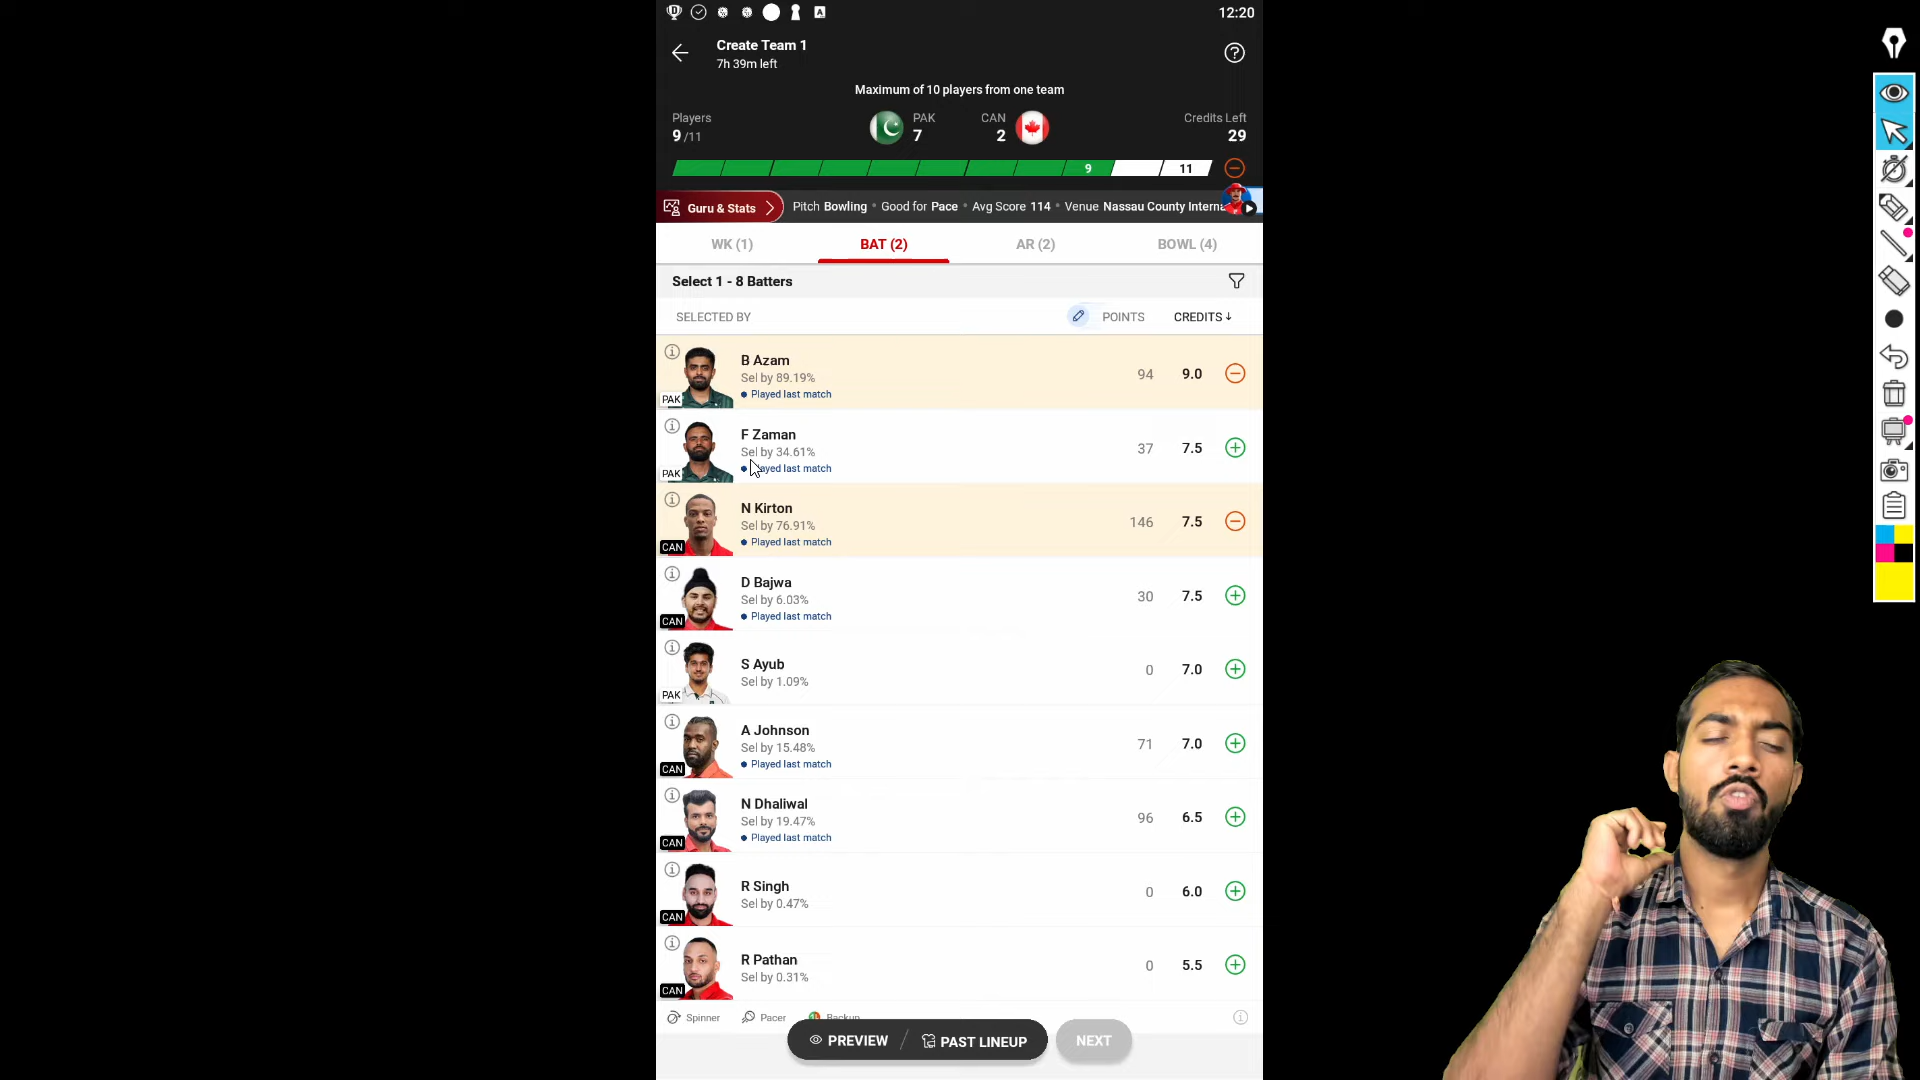 12:20
Create Team 1
7h 39m left
Maximum of 10 players from one team
Players
9/11
PAK
7
CAN
2
Credits Left
29
9
11
Guru & Stats
Pitch Bowling • Good for Pace • Avg Score 114 • Venue Nassau County Interna
WK (1)
BAT (2)
AR (2)
BOWL (4)
Select 1 - 8 Batters
SELECTED BY
POINTS
CREDITS↓
B Azam
Sel by 89.19%
Played last match
PAK
94
9.0
F Zaman
Sel by 34.61%
ayed last match
PAK
37
7.5
N Kirton
Sel by 76.91%
Played last match
CAN
146
7.5
D Bajwa
Sel by 6.03%
Played last match
CAN
30
7.5
S Ayub
Sel by 1.09%
PAK
0
7.0
A Johnson
Sel by 15.48%
Played last match
CAN
71
7.0
N Dhaliwal
Sel by 19.47%
Played last match
CAN
96
6.5
R Singh
Sel by 0.47%
CAN
0
6.0
R Pathan
Sel by 0.31%
CAN
0
5.5
Spinner
Pacer
Backup
PREVIEW
PAST LINEUP
NEXT